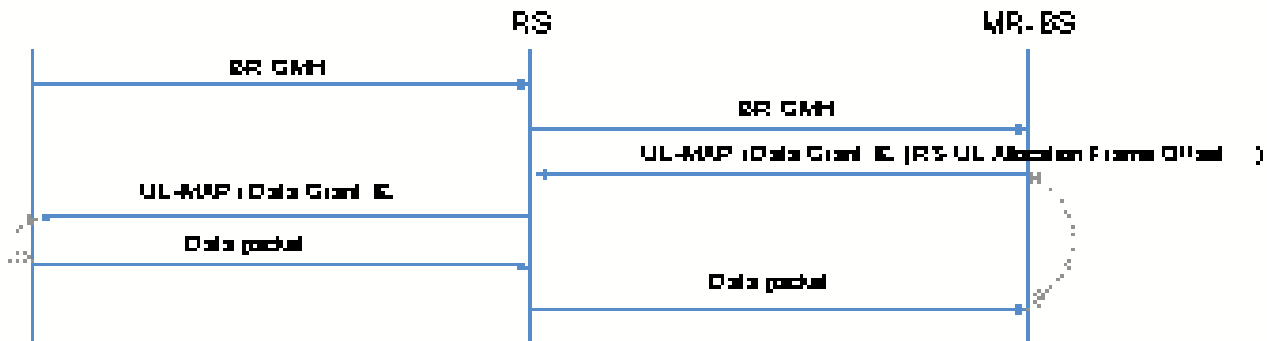 RS
MR-BS
BR GMH
BR GMH
UL-MAP (Data Grant IE (RS UL Allocation Frame Offset )
UL-MAP (Data Grant IE
Data packet
Data packet